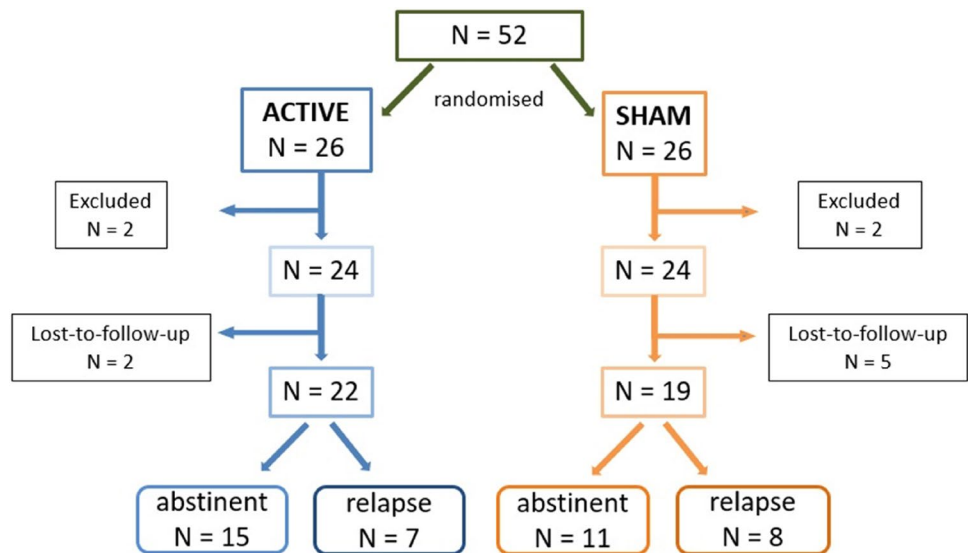 N = 52
randomised
ACTIVE
N = 26
SHAM
N = 26
Excluded
N = 2
Excluded
N = 2
N = 24
N = 24
Lost-to-follow-up
N = 2
Lost-to-follow-up
N = 5
N = 22
N = 19
abstinent
N = 15
relapse
N = 7
abstinent
N = 11
relapse
N = 8